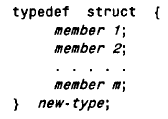 typedef struct {
member 1;
member 2;
. . . . .
member m;
} new-type;